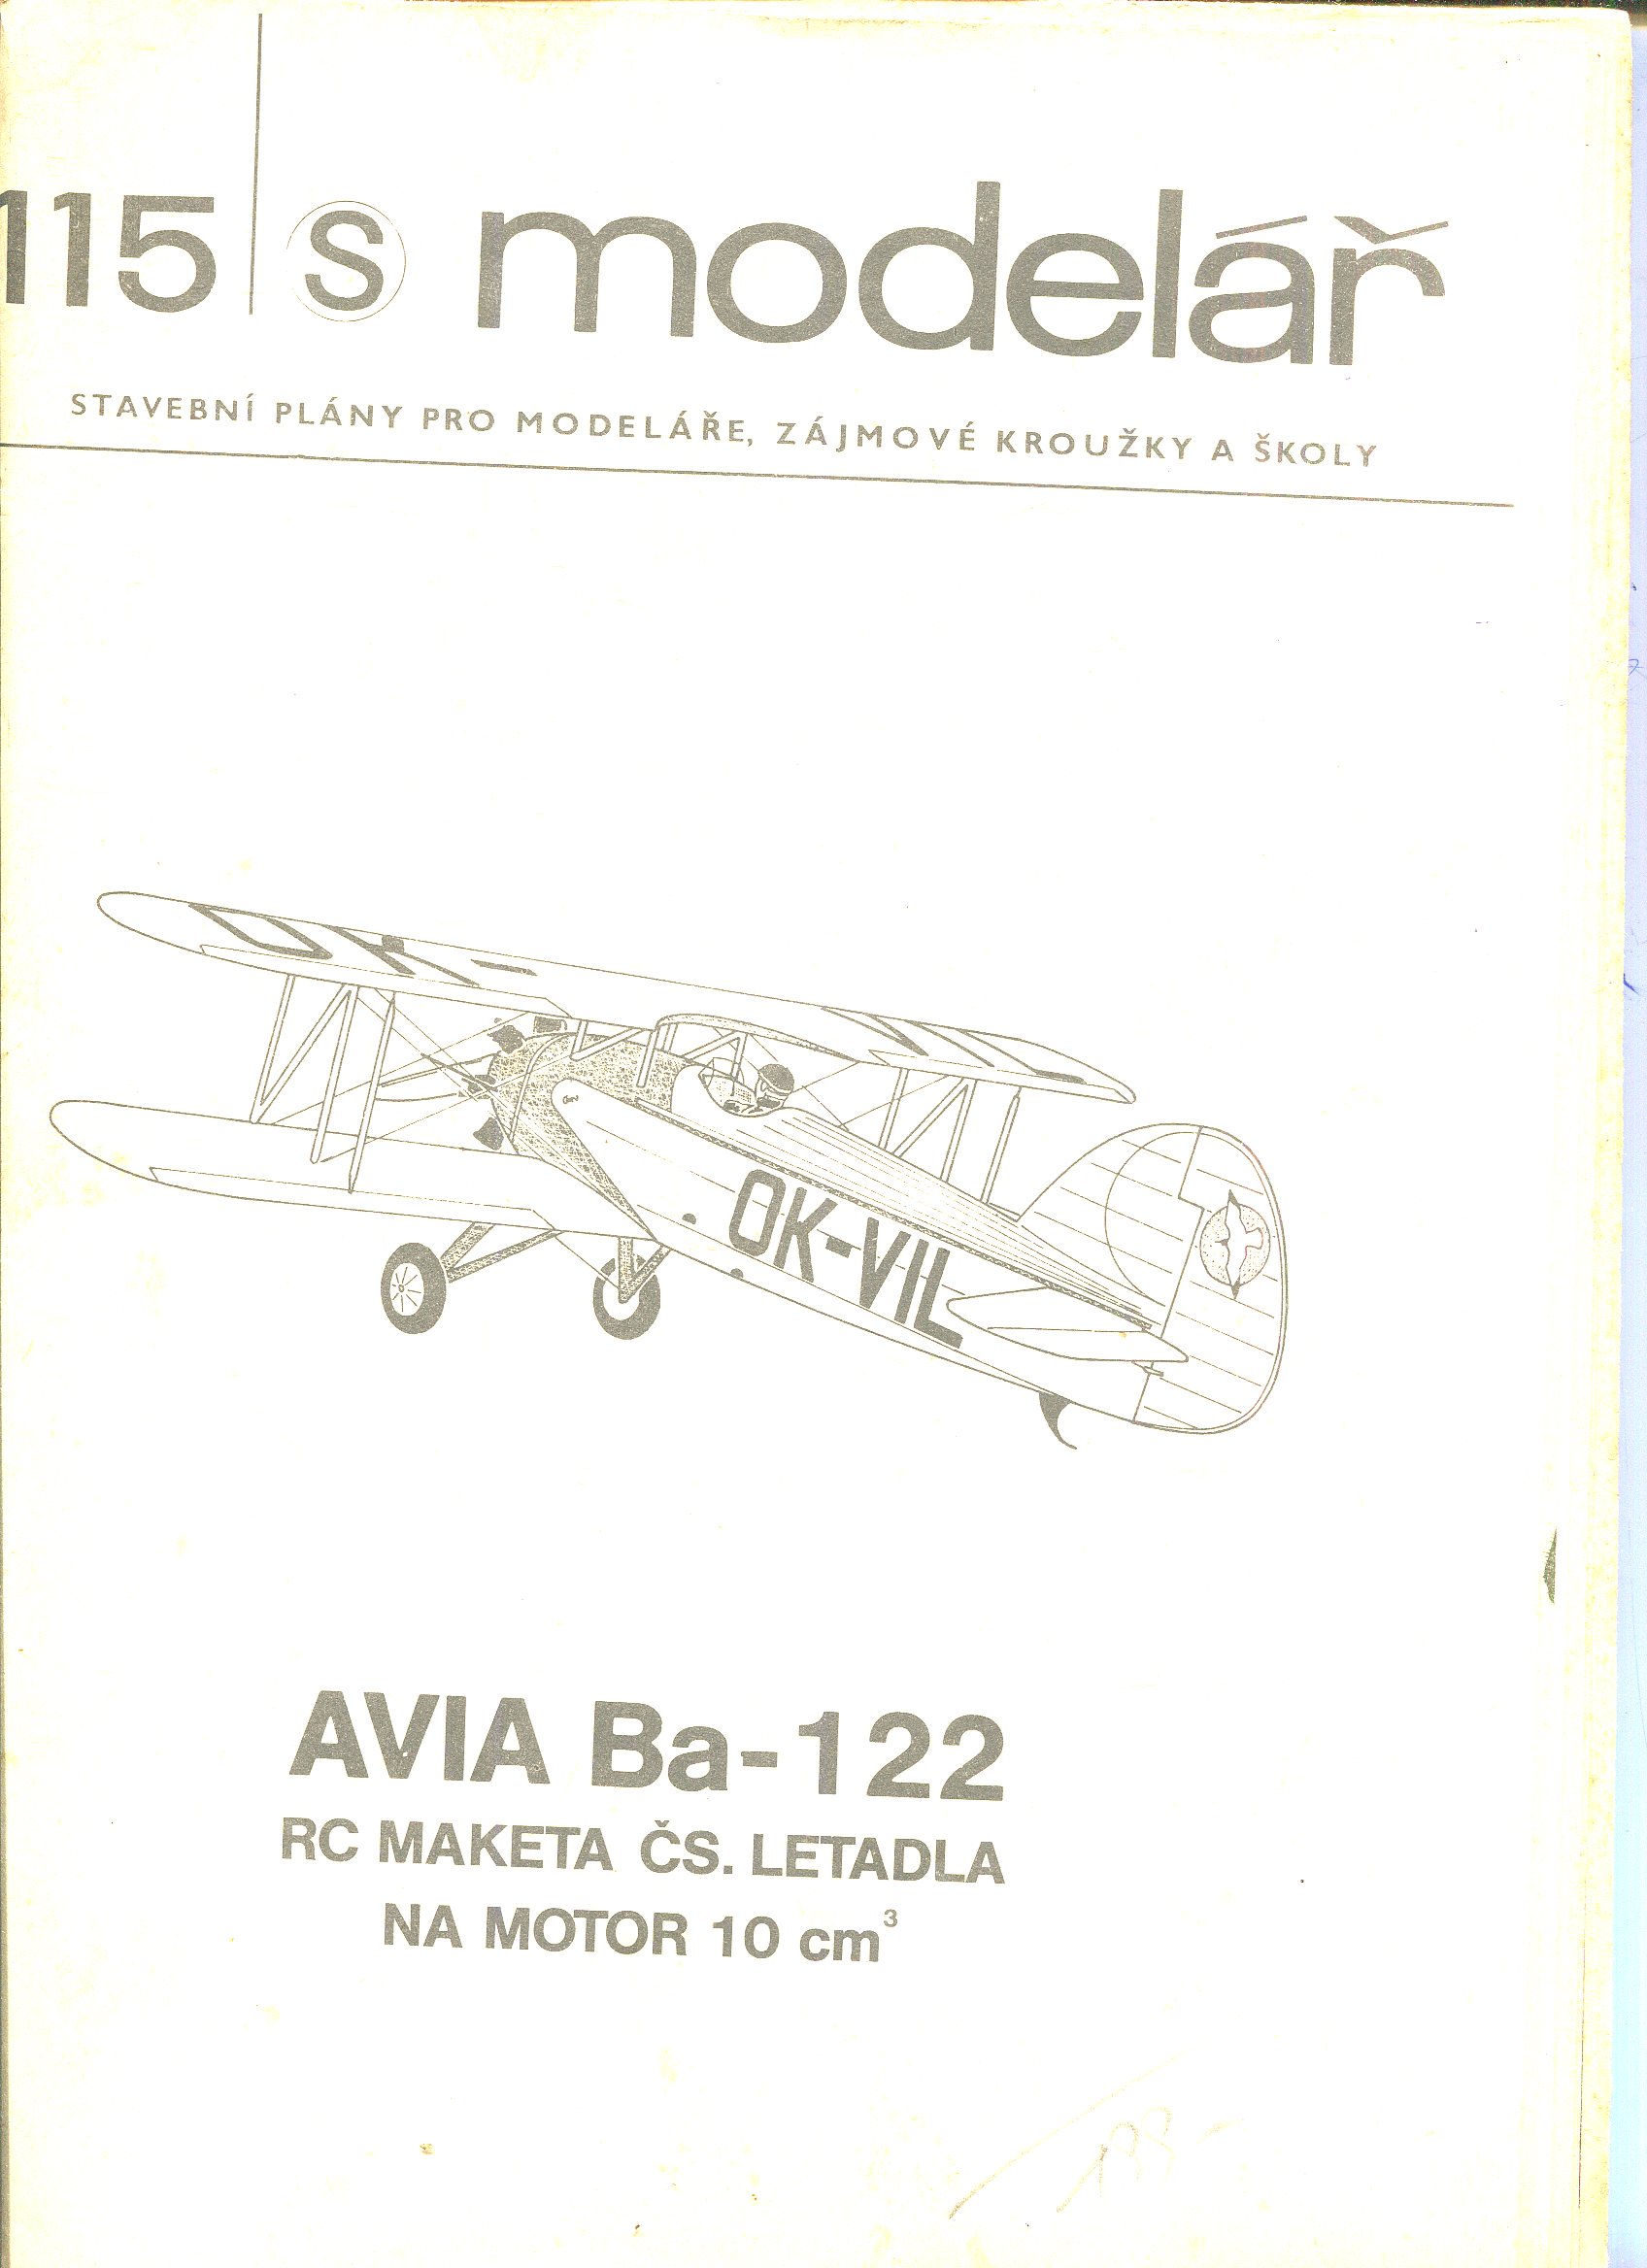 115 s modelář
STAVEBNÍ PLÁNY PRO MODELÁŘE, ZÁJMOVÉ KROUŽKY A ŠKOLY
OK-
OK-VIL
AVIA Ba-122
RC MAKETA ČS. LETADLA
NA MOTOR 10 cm³